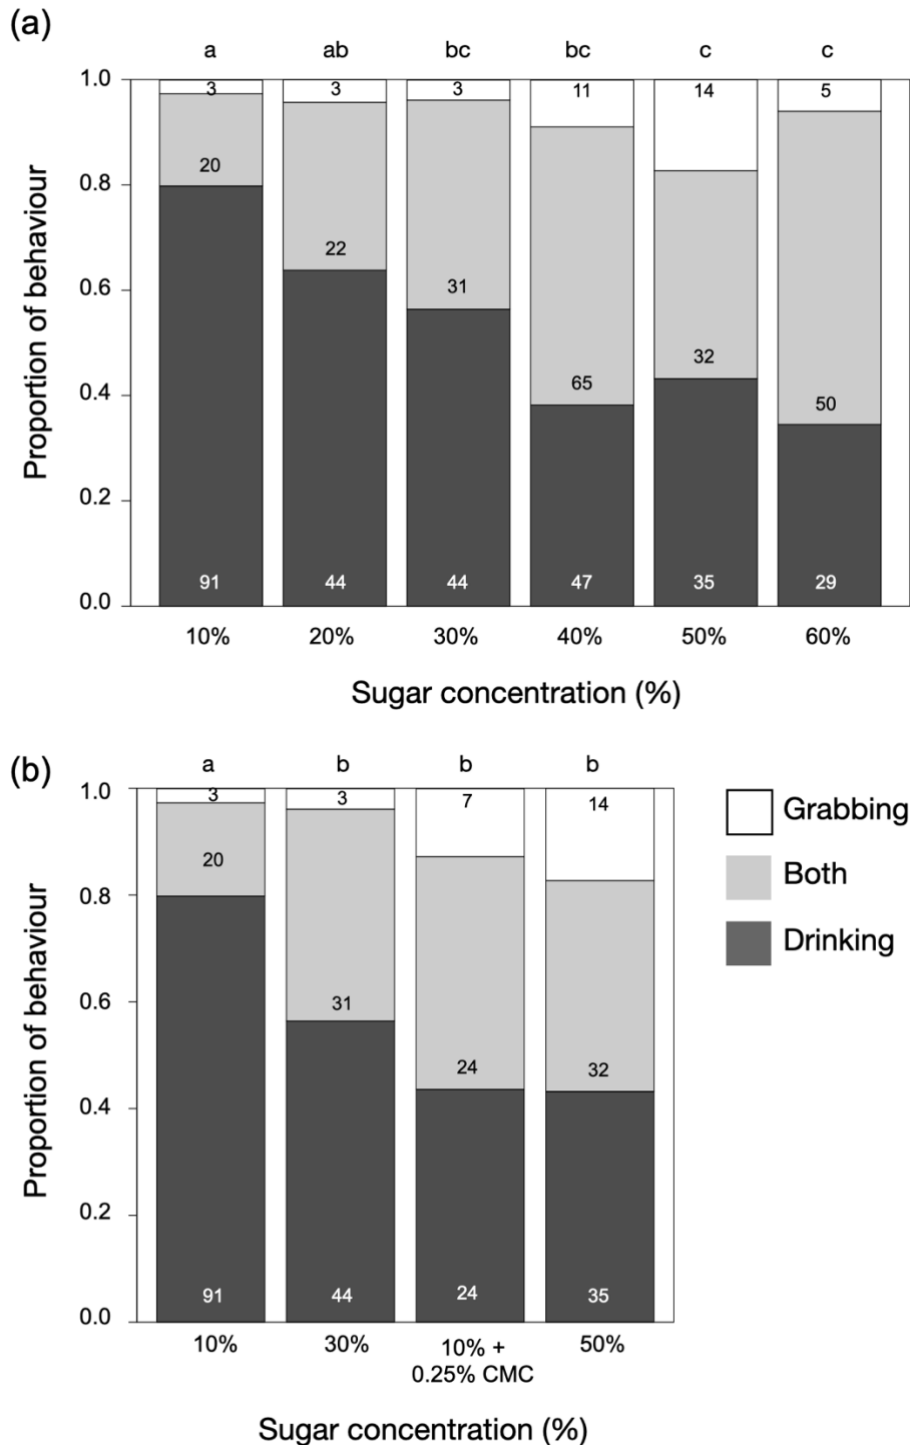 (a)
a ab bc bc c c
1.0 3 3 3 11 14 5
20
0.8
22
31
0.6
32
65
0.4 50
0.2
91 44 44 47 35 29
0.0
10% 20% 30% 40% 50% 60%
Proportion of behaviour
Sugar concentration (%)
(b)
a b b b
1.0 3 3 7 14
20
0.8
0.6 31
24 32
0.4
0.2
91 44 24 35
0.0
10% 30% 10% + 50%
0.25% CMC
Proportion of behaviour
Sugar concentration (%)
Grabbing
Both
Drinking